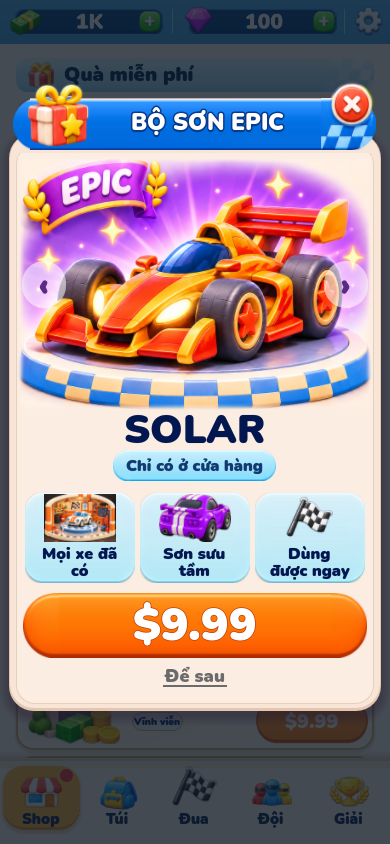 1K
100
Quà miễn phí
BỘ SƠN EPIC
EPIC
SOLAR
Chỉ có ở cửa hàng
Mọi xe đã
có
Sơn sưu
tầm
Dùng
được ngay
$9.99
Để sau
Vĩnh viễn
$9.99
Shop
Túi
Đua
Đội
Giải